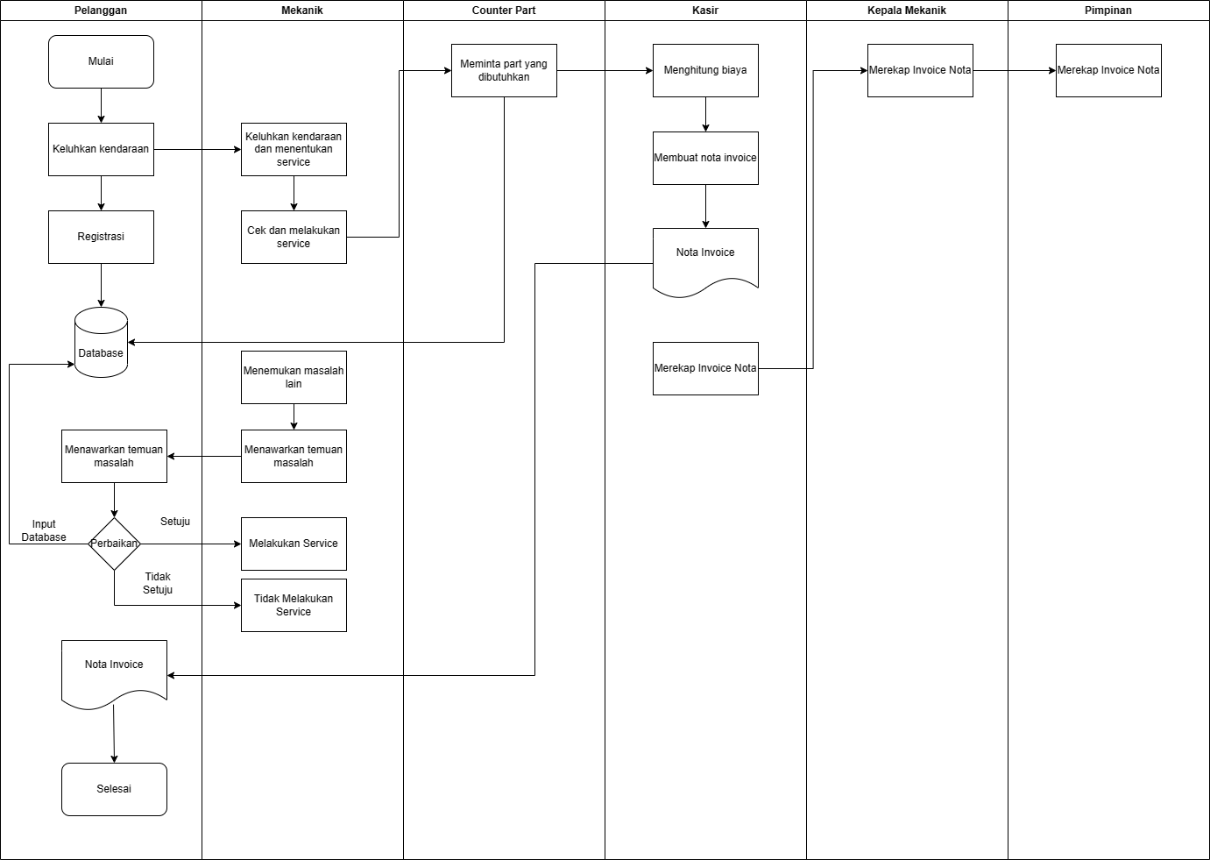 Pelanggan
Mekanik
Counter Part
Kasir
Kepala Mekanik
Pimpinan
Mulai
Keluhkan kendaraan
Registrasi
Database
Menawarkan temuan
masalah
Perbaikan
Input
Database
Setuju
Tidak
Setuju
Nota Invoice
Selesai
Keluhkan kendaraan
dan menentukan
service
Cek dan melakukan
service
Menemukan masalah
lain
Menawarkan temuan
masalah
Melakukan Service
Tidak Melakukan
Service
Meminta part yang
dibutuhkan
Menghitung biaya
Membuat nota invoice
Nota Invoice
Merekap Invoice Nota
Merekap Invoice Nota
Merekap Invoice Nota